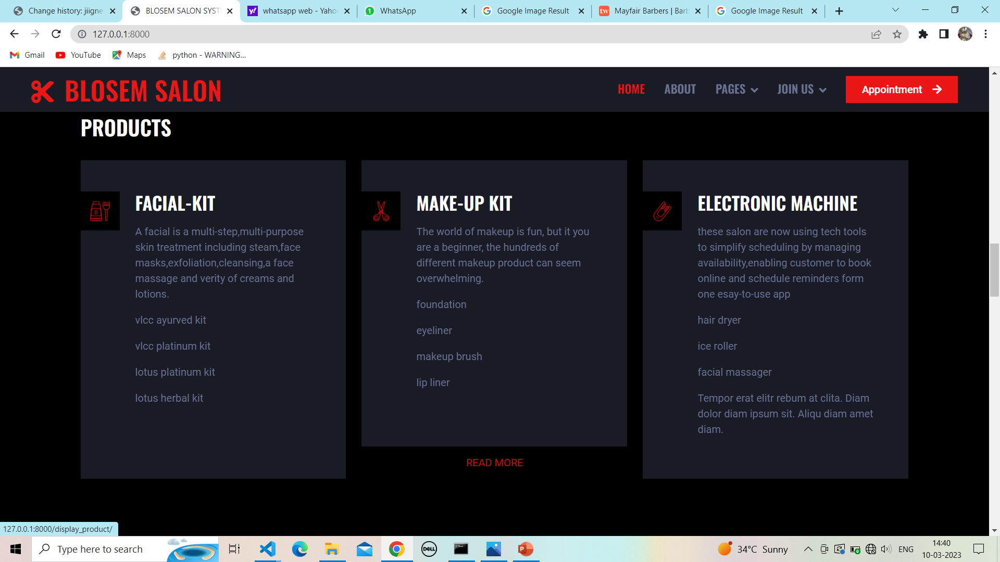 Change history: jiigne
BLOSEM SALON SYST
whatsapp web - Yahoo
WhatsApp
Google Image Result
Mayfair Barbers | Barb
Google Image Result
127.0.0.1:8000
Gmail
YouTube
Maps
python - WARNING...
BLOSEM SALON
HOME
ABOUT
PAGES
JOIN US
Appointment
PRODUCTS
FACIAL-KIT
A facial is a multi-step,multi-purpose
skin treatment including steam,face
masks,exfoliation,cleansing,a face
massage and verity of creams and
lotions.
vlcc ayurved kit
vlcc platinum kit
lotus platinum kit
lotus herbal kit
MAKE-UP KIT
The world of makeup is fun, but it you
are a beginner, the hundreds of
different makeup product can seem
overwhelming.
foundation
eyeliner
makeup brush
lip liner
READ MORE
ELECTRONIC MACHINE
these salon are now using tech tools
to simplify scheduling by managing
availability,enabling customer to book
online and schedule reminders form
one esay-to-use app
hair dryer
ice roller
facial massager
Tempor erat elitr rebum at clita. Diam
dolor diam ipsum sit. Aliqu diam amet
diam.
127.0.0.1:8000/display_product/
Type here to search
DELL
34°C Sunny
ENG
14:40
10-03-2023